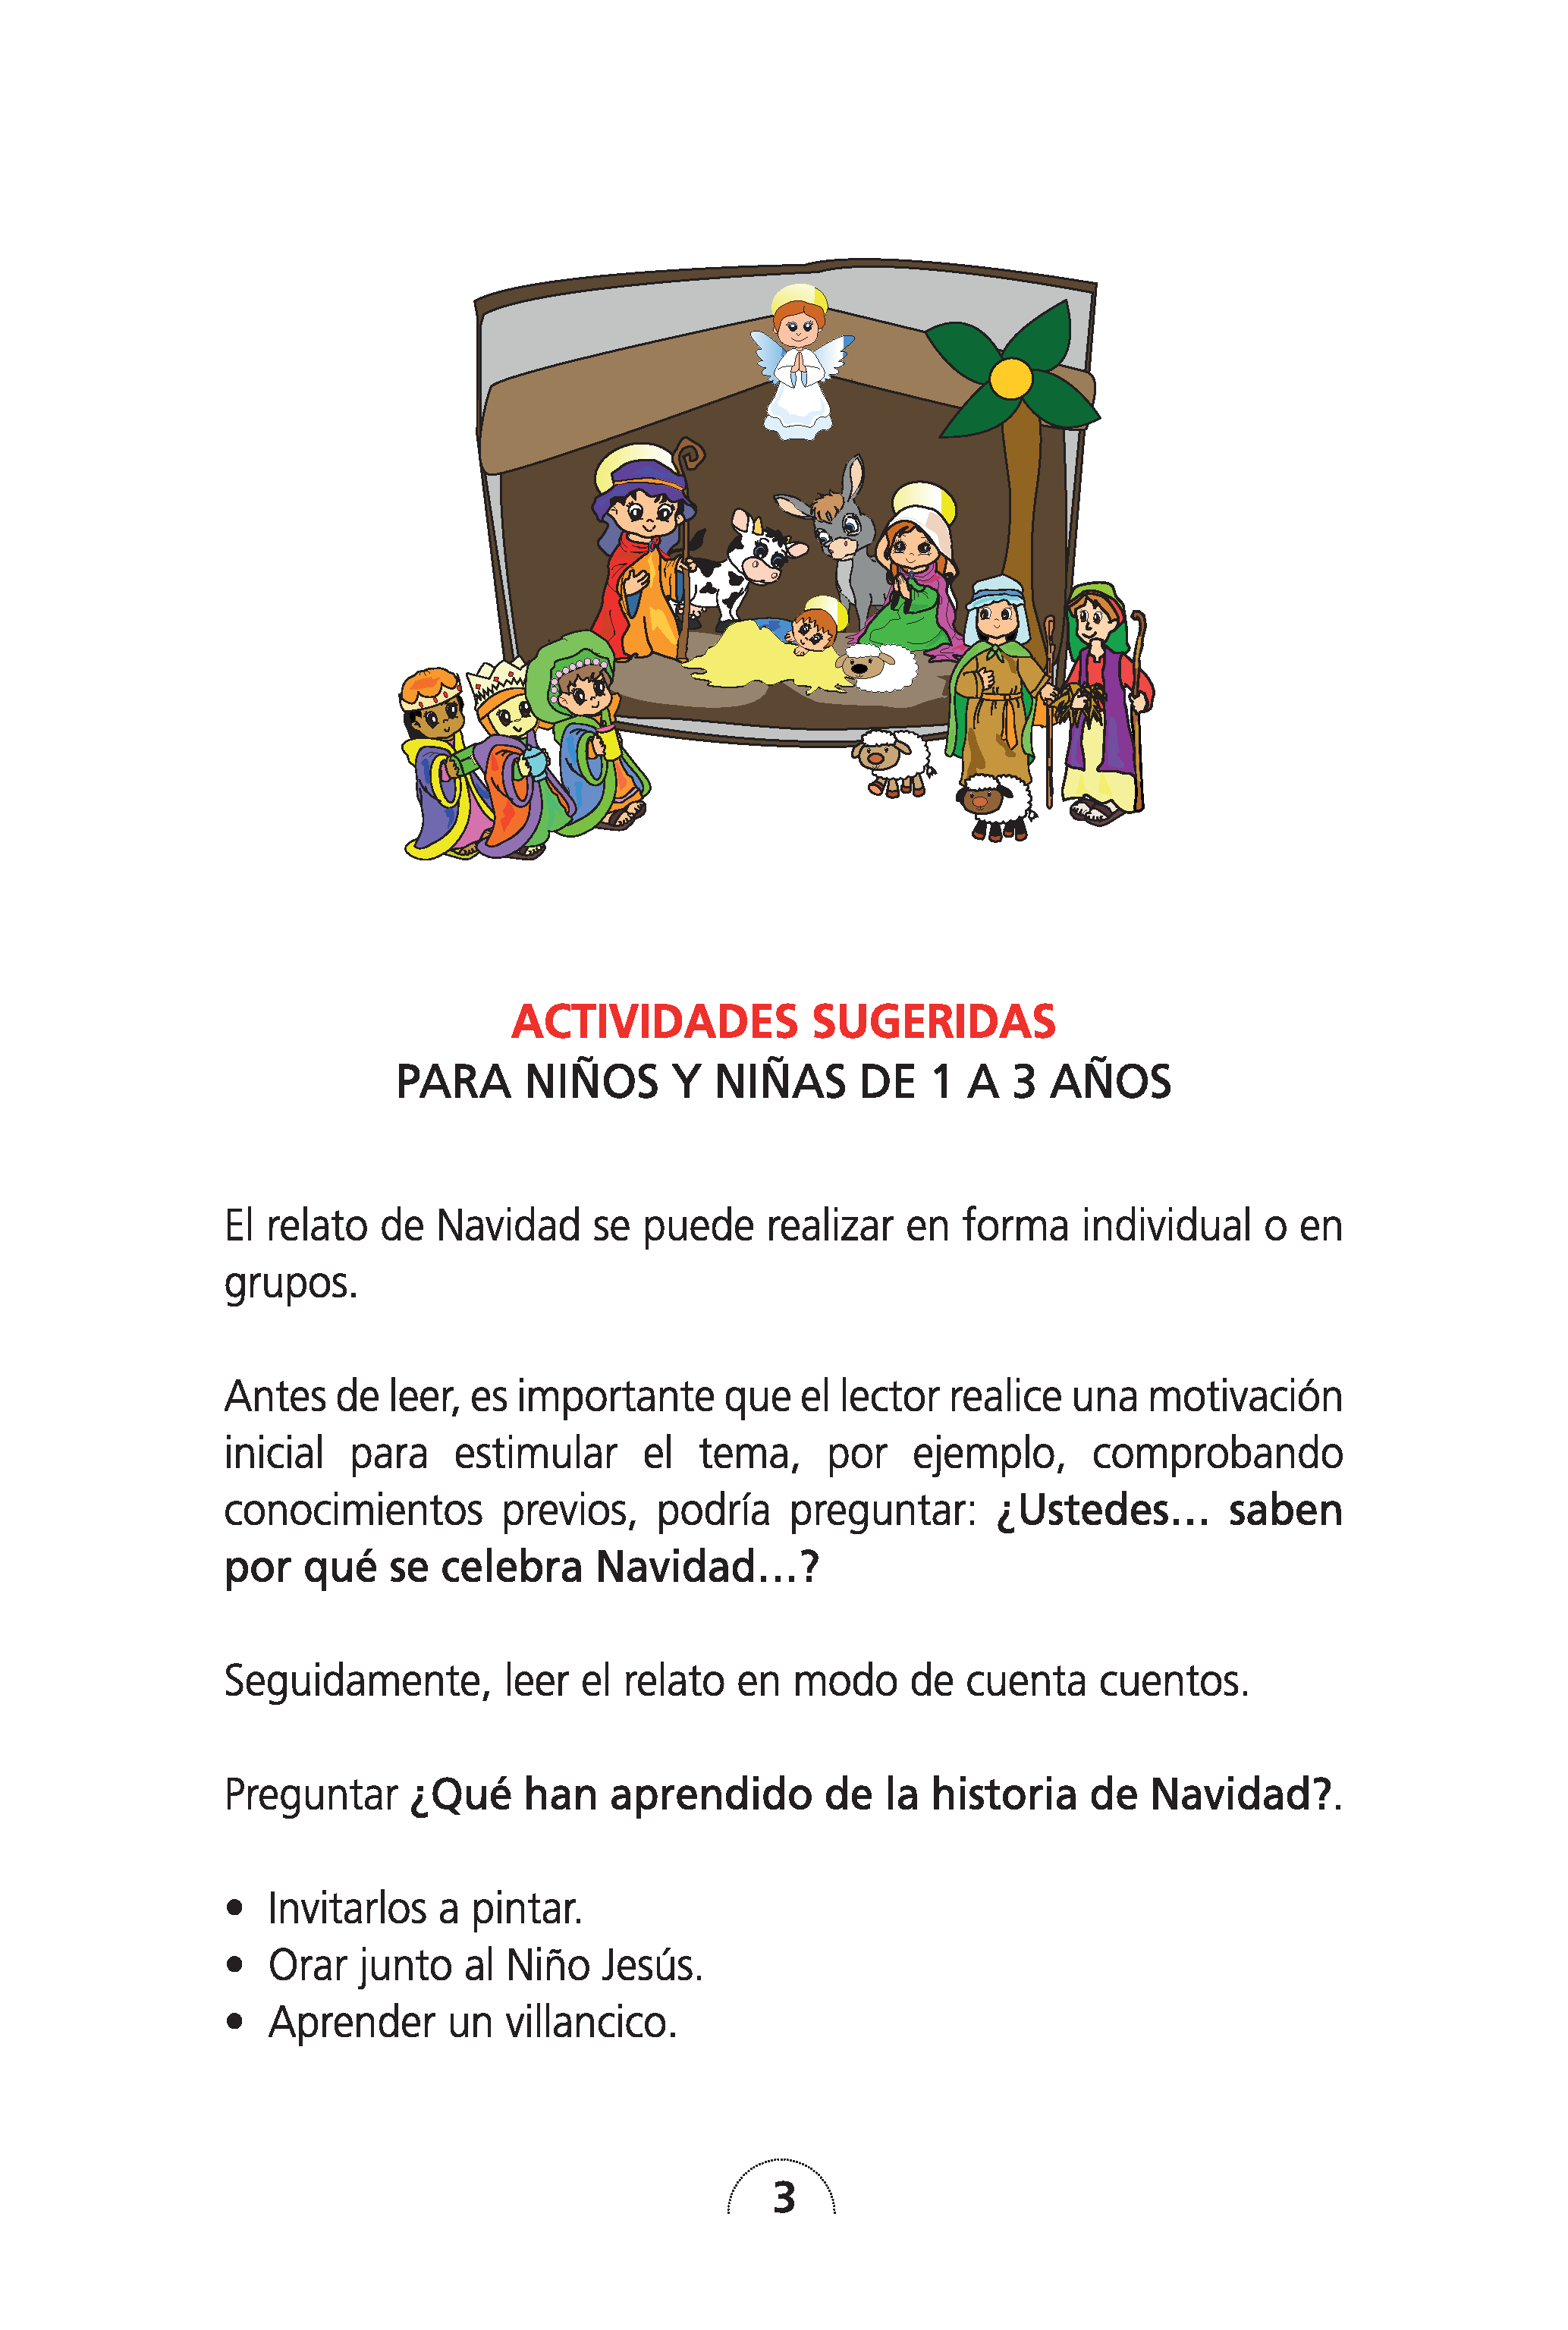 ACTIVIDADES SUGERIDAS
PARA NIÑOS Y NIÑAS DE 1 A 3 AÑOS
El relato de Navidad se puede realizar en forma individual o en
grupos.
Antes de leer, es importante que el lector realice una motivación
inicial para estimular el tema, por ejemplo, comprobando
conocimientos previos, podría preguntar: ¿Ustedes... saben
por qué se celebra Navidad...?
Seguidamente, leer el relato en modo de cuenta cuentos.
Preguntar ¿Qué han aprendido de la historia de Navidad?.
• Invitarlos a pintar.
• Orar junto al Niño Jesús.
• Aprender un villancico.
3